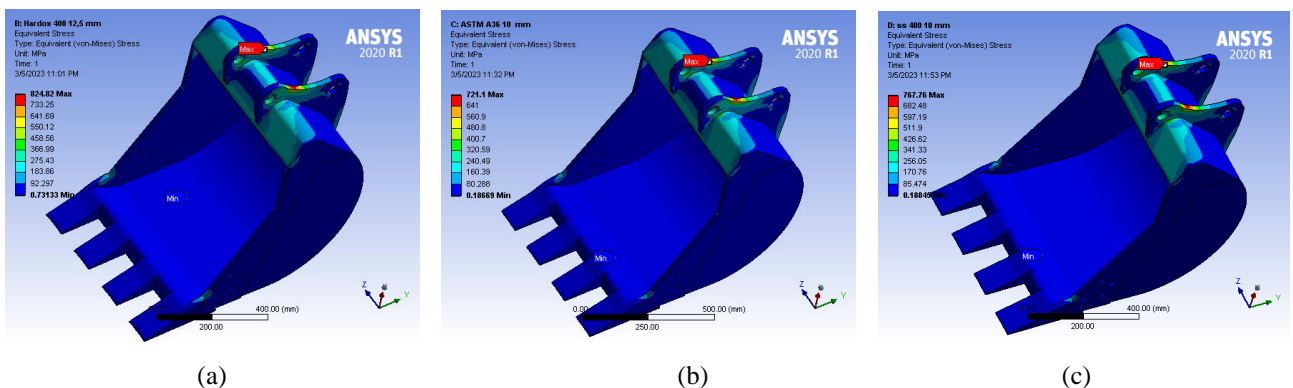 B: Hardox 400 12,5 mm
Equivalent Stress
Type: Equivalent (von-Mises) Stress
Unit: MPa
Time: 1
3/5/2023 11:01 PM
824.82 Max
733.25
641.69
550.12
458.56
366.99
275.43
183.86
92.297
0.73133 Min
Max
Min
ANSYS
2020 R1
400.00 (mm)
200.00
Z
Y
(a)
C: ASTM A36 10 mm
Equivalent Stress
Type: Equivalent (von-Mises) Stress
Unit: MPa
Time: 1
3/5/2023 11:32 PM
721.1 Max
641
560.9
480.8
400.7
320.59
240.49
160.39
80.288
0.18669 Min
Max
Min
ANSYS
2020 R1
0.00
500.00 (mm)
250.00
Z
Y
(b)
D: ss 400 10 mm
Equivalent Stress
Type: Equivalent (von-Mises) Stress
Unit: MPa
Time: 1
3/5/2023 11:53 PM
767.76 Max
682.48
597.19
511.9
426.62
341.33
256.05
170.76
85.474
Min
Max
Min
ANSYS
2020 R1
400.00 (mm)
200.00
Z
Y
(c)